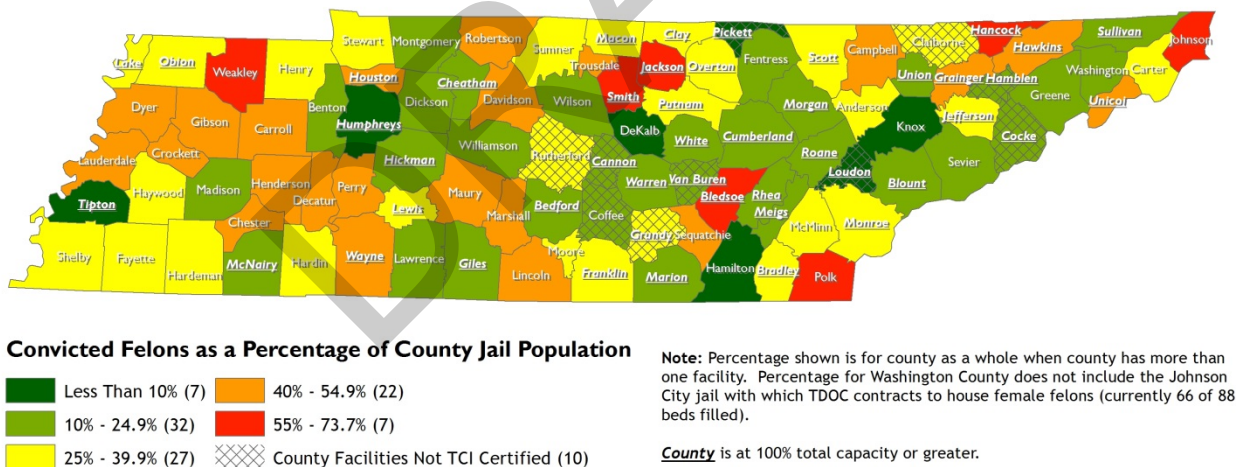 Stewart
Montgomery
Robertson
Sumner
Macon
Clay
Pickett
Scott
Campbell
Claiborne
Hancock
Hawkins
Sullivan
Johnson
Lake
Obion
Weakley
Henry
Houston
Cheatham
Trousdale
Jackson
Overton
Fentress
Union
Grainger
Hamblen
Washington
Carter
Benton
Dickson
Davidson
Wilson
Smith
Putnam
Morgan
Anderson
Greene
Unicoi
Dyer
Gibson
Carroll
Humphreys
Williamson
DeKalb
White
Cumberland
Knox
Jefferson
Cocke
Lauderdale
Crockett
Hickman
Rutherford
Cannon
Roane
Sevier
Tipton
Haywood
Madison
Henderson
Decatur
Perry
Lewis
Maury
Marshall
Bedford
Coffee
Warren
Van Buren
Bledsoe
Rhea
Meigs
Loudon
Blount
Chester
Moore
Grundy
Sequatchie
McMinn
Monroe
Shelby
Fayette
Hardeman
McNairy
Hardin
Wayne
Lawrence
Giles
Lincoln
Franklin
Marion
Hamilton
Bradley
Polk
Convicted Felons as a Percentage of County Jail Population
Less Than 10% (7)
40% - 54.9% (22)
10% - 24.9% (32)
55% - 73.7% (7)
25% - 39.9% (27)
County Facilities Not TCI Certified (10)
Note: Percentage shown is for county as a whole when county has more than
one facility. Percentage for Washington County does not include the Johnson
City jail with which TDOC contracts to house female felons (currently 66 of 88
beds filled).
County is at 100% total capacity or greater.